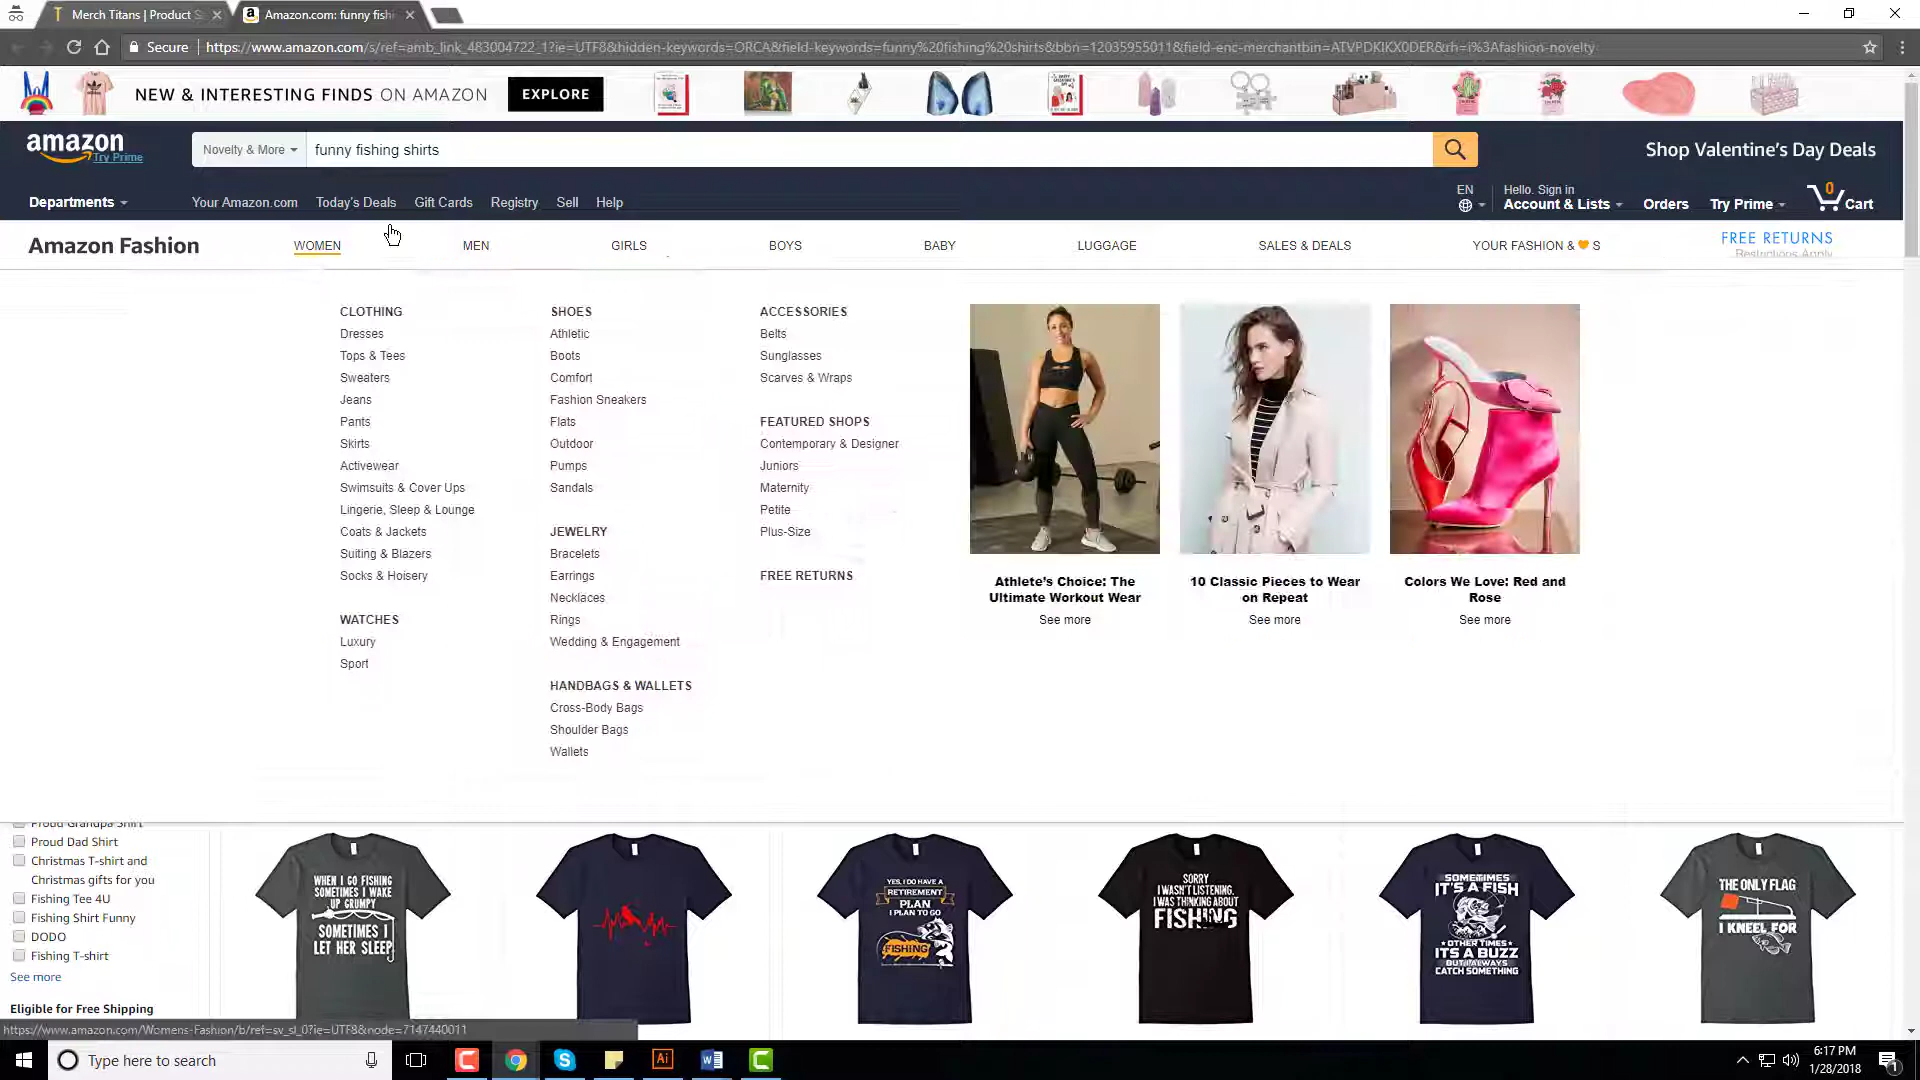 Merch Titans | Product
Amazon.com: funny fishi
Secure
https://www.amazon.com/s/ref=amb_link_483004722_1?ie=UTF8&hidden-keywords=ORCA&field-keywords=funny%20fishing%20shirts&bbn=12035955011&field-enc-merchantbin=ATVPDKIKX0DER&rh=i%3Afashion-novelty
NEW & INTERESTING FINDS ON AMAZON
EXPLORE
amazon
Try Prime
Novelty & More
funny fishing shirts
Shop Valentine's Day Deals
Departments
Your Amazon.com
Today's Deals
Gift Cards
Registry
Sell
Help
EN
Hello. Sign in
Account & Lists
Orders
Try Prime
0
Cart
Amazon Fashion
WOMEN
MEN
GIRLS
BOYS
BABY
LUGGAGE
SALES & DEALS
YOUR FASHION & 🧡 S
FREE RETURNS
Restrictions Apply
CLOTHING
Dresses
Tops & Tees
Sweaters
Jeans
Pants
Skirts
Activewear
Swimsuits & Cover Ups
Lingerie, Sleep & Lounge
Coats & Jackets
Suiting & Blazers
Socks & Hoisery
WATCHES
Luxury
Sport
SHOES
Athletic
Boots
Comfort
Fashion Sneakers
Flats
Outdoor
Pumps
Sandals
JEWELRY
Bracelets
Earrings
Necklaces
Rings
Wedding & Engagement
HANDBAGS & WALLETS
Cross-Body Bags
Shoulder Bags
Wallets
ACCESSORIES
Belts
Sunglasses
Scarves & Wraps
FEATURED SHOPS
Contemporary & Designer
Juniors
Maternity
Petite
Plus-Size
FREE RETURNS
Athlete's Choice: The
Ultimate Workout Wear
See more
10 Classic Pieces to Wear
on Repeat
See more
Colors We Love: Red and
Rose
See more
Proud Grandpa Shirt
Proud Dad Shirt
Christmas T-shirt and
Christmas gifts for you
Fishing Tee 4U
Fishing Shirt Funny
DODO
Fishing T-shirt
See more
Eligible for Free Shipping
WHEN I GO FISHING
SOMETIMES I WAKE
UP GRUMPY
SOMETIMES I
LET HER SLEEP
YES, I DO HAVE A
RETIREMENT
PLAN
I PLAN TO GO
FISHING
SORRY
I WASN'T LISTENING.
I WAS THINKING ABOUT
FISHING
SOMETIMES
IT'S A FISH
OTHER TIMES
ITS A BUZZ
BUT I ALWAYS
CATCH SOMETHING
THE ONLY FLAG
I KNEEL FOR
https://www.amazon.com/Womens-Fashion/b/ref=sv_sl_0?ie=UTF8&node=7147440011
Type here to search
6:17 PM
1/28/2018